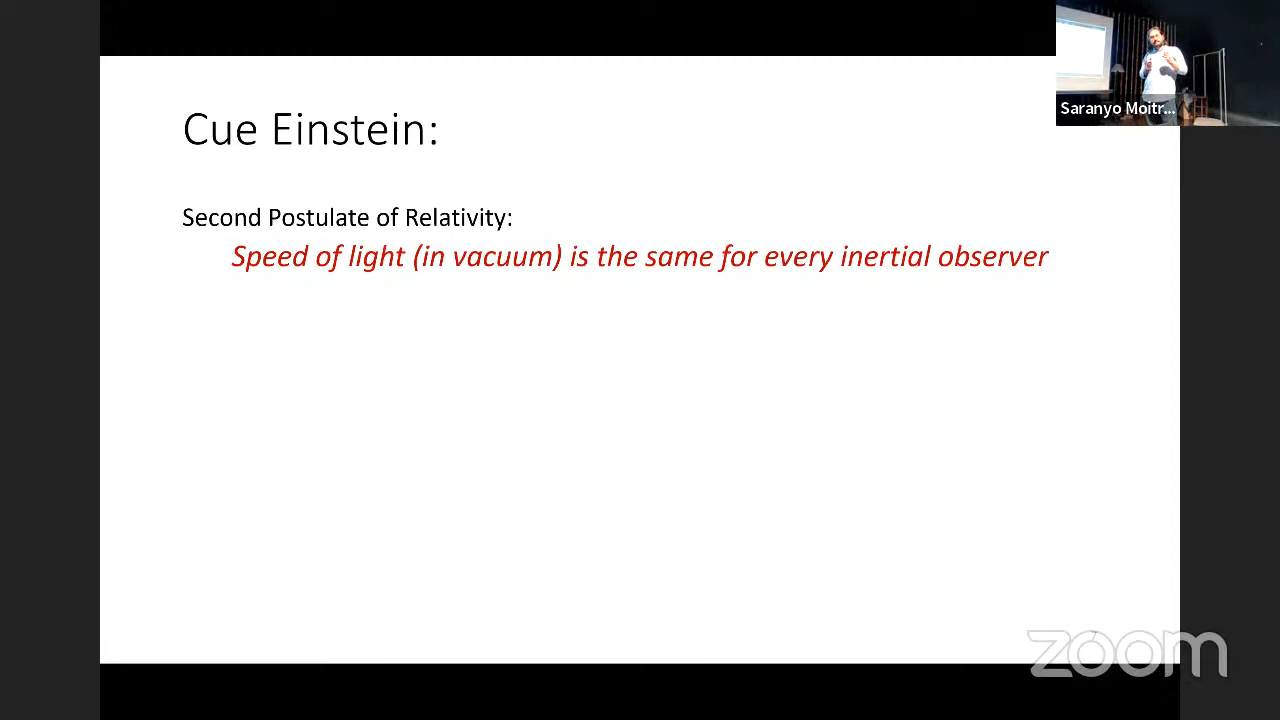 Cue Einstein:
Saranyo Moitr...
Second Postulate of Relativity:
Speed of light (in vacuum) is the same for every inertial observer
zoom